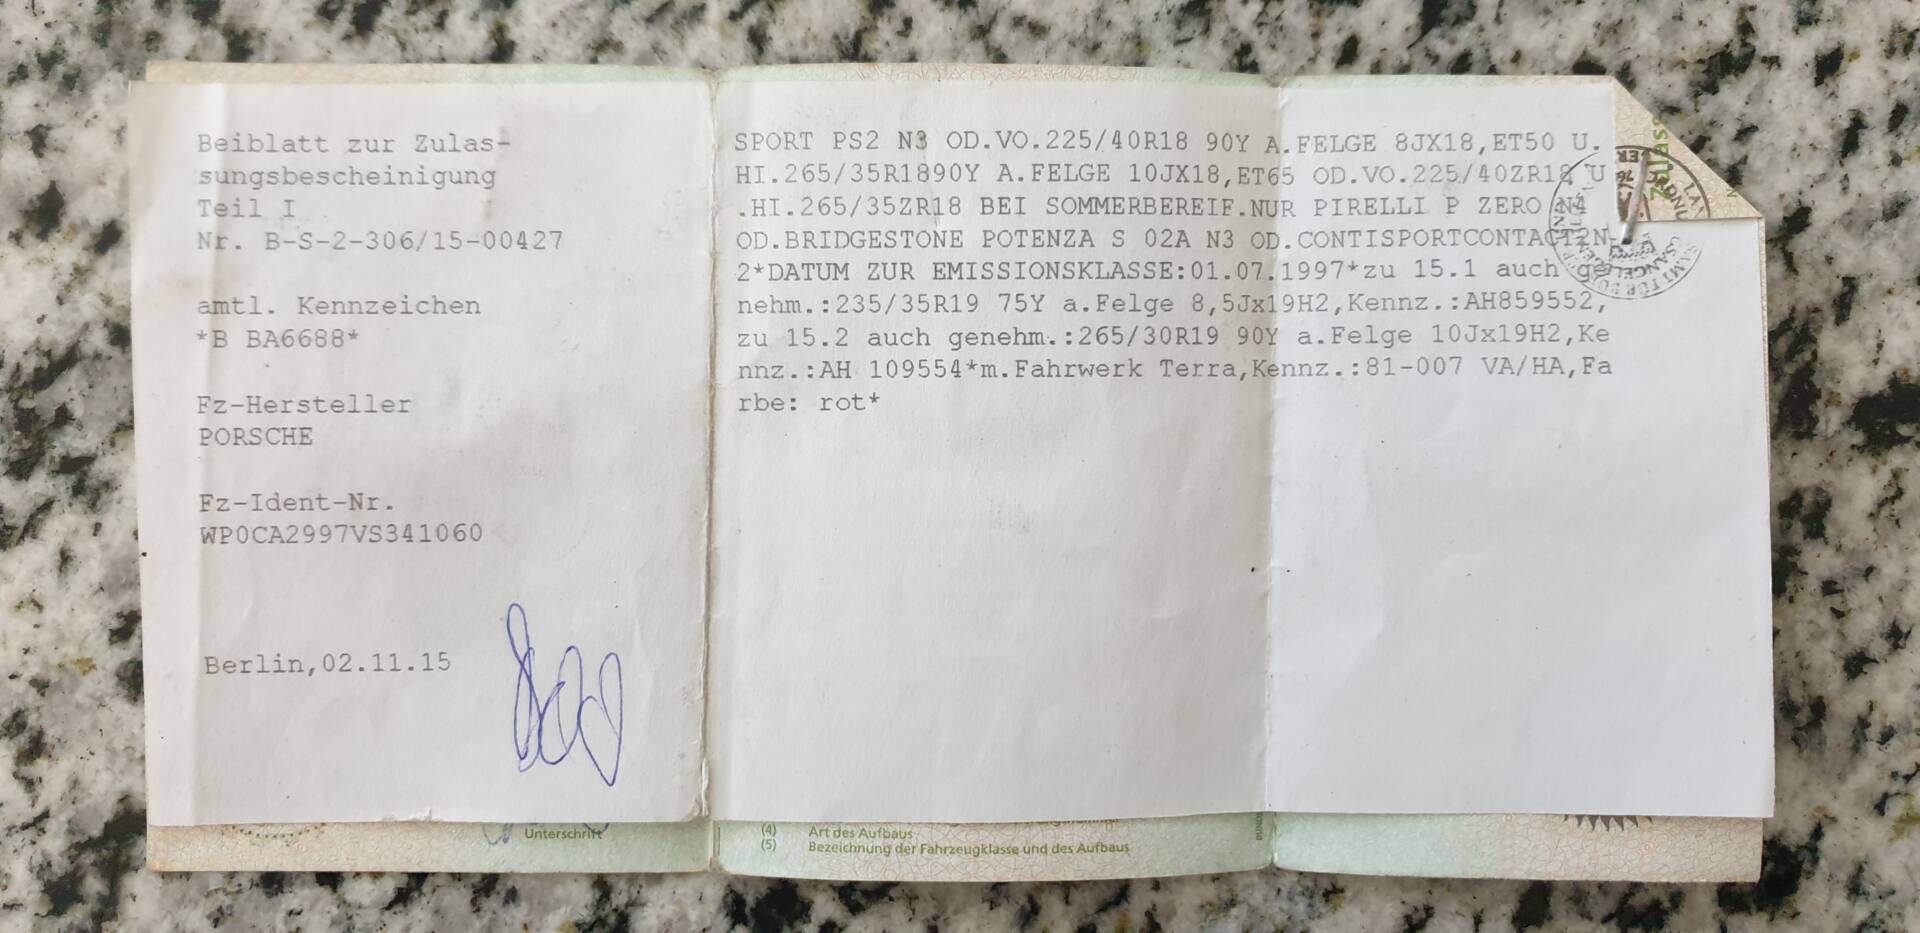 Beiblatt zur Zulas-
sungsbescheinigung
Teil I
Nr. B-S-2-306/15-00427
amtl. Kennzeichen
*B BA6688*
Fz-Hersteller
PORSCHE
Fz-Ident-Nr.
WP0CA2997VS341060
Berlin,02.11.15
SPORT PS2 N3 OD.VO.225/40R18 90Y A.FELGE 8JX18,ET50 U.
HI.265/35R1890Y A.FELGE 10JX18,ET65 OD.VO.225/40ZR18 U
.HI.265/35ZR18 BEI SOMMERBEREIF.NUR PIRELLI P ZERO N4
OD.BRIDGESTONE POTENZA S 02A N3 OD.CONTISPORTCONTACT2N
2*DATUM ZUR EMISSIONSKLASSE:01.07.1997*zu 15.1 auch ge
nehm.:235/35R19 75Y a.Felge 8,5Jx19H2,Kennz.:AH859552,
zu 15.2 auch genehm.:265/30R19 90Y a.Felge 10Jx19H2,Ke
nnz.:AH 109554*m.Fahrwerk Terra,Kennz.:81-007 VA/HA,Fa
rbe: rot*
Unterschrift
(4) Art des Aufbaus
(5) Bezeichnung der Fahrzeugklasse und des Aufbaus